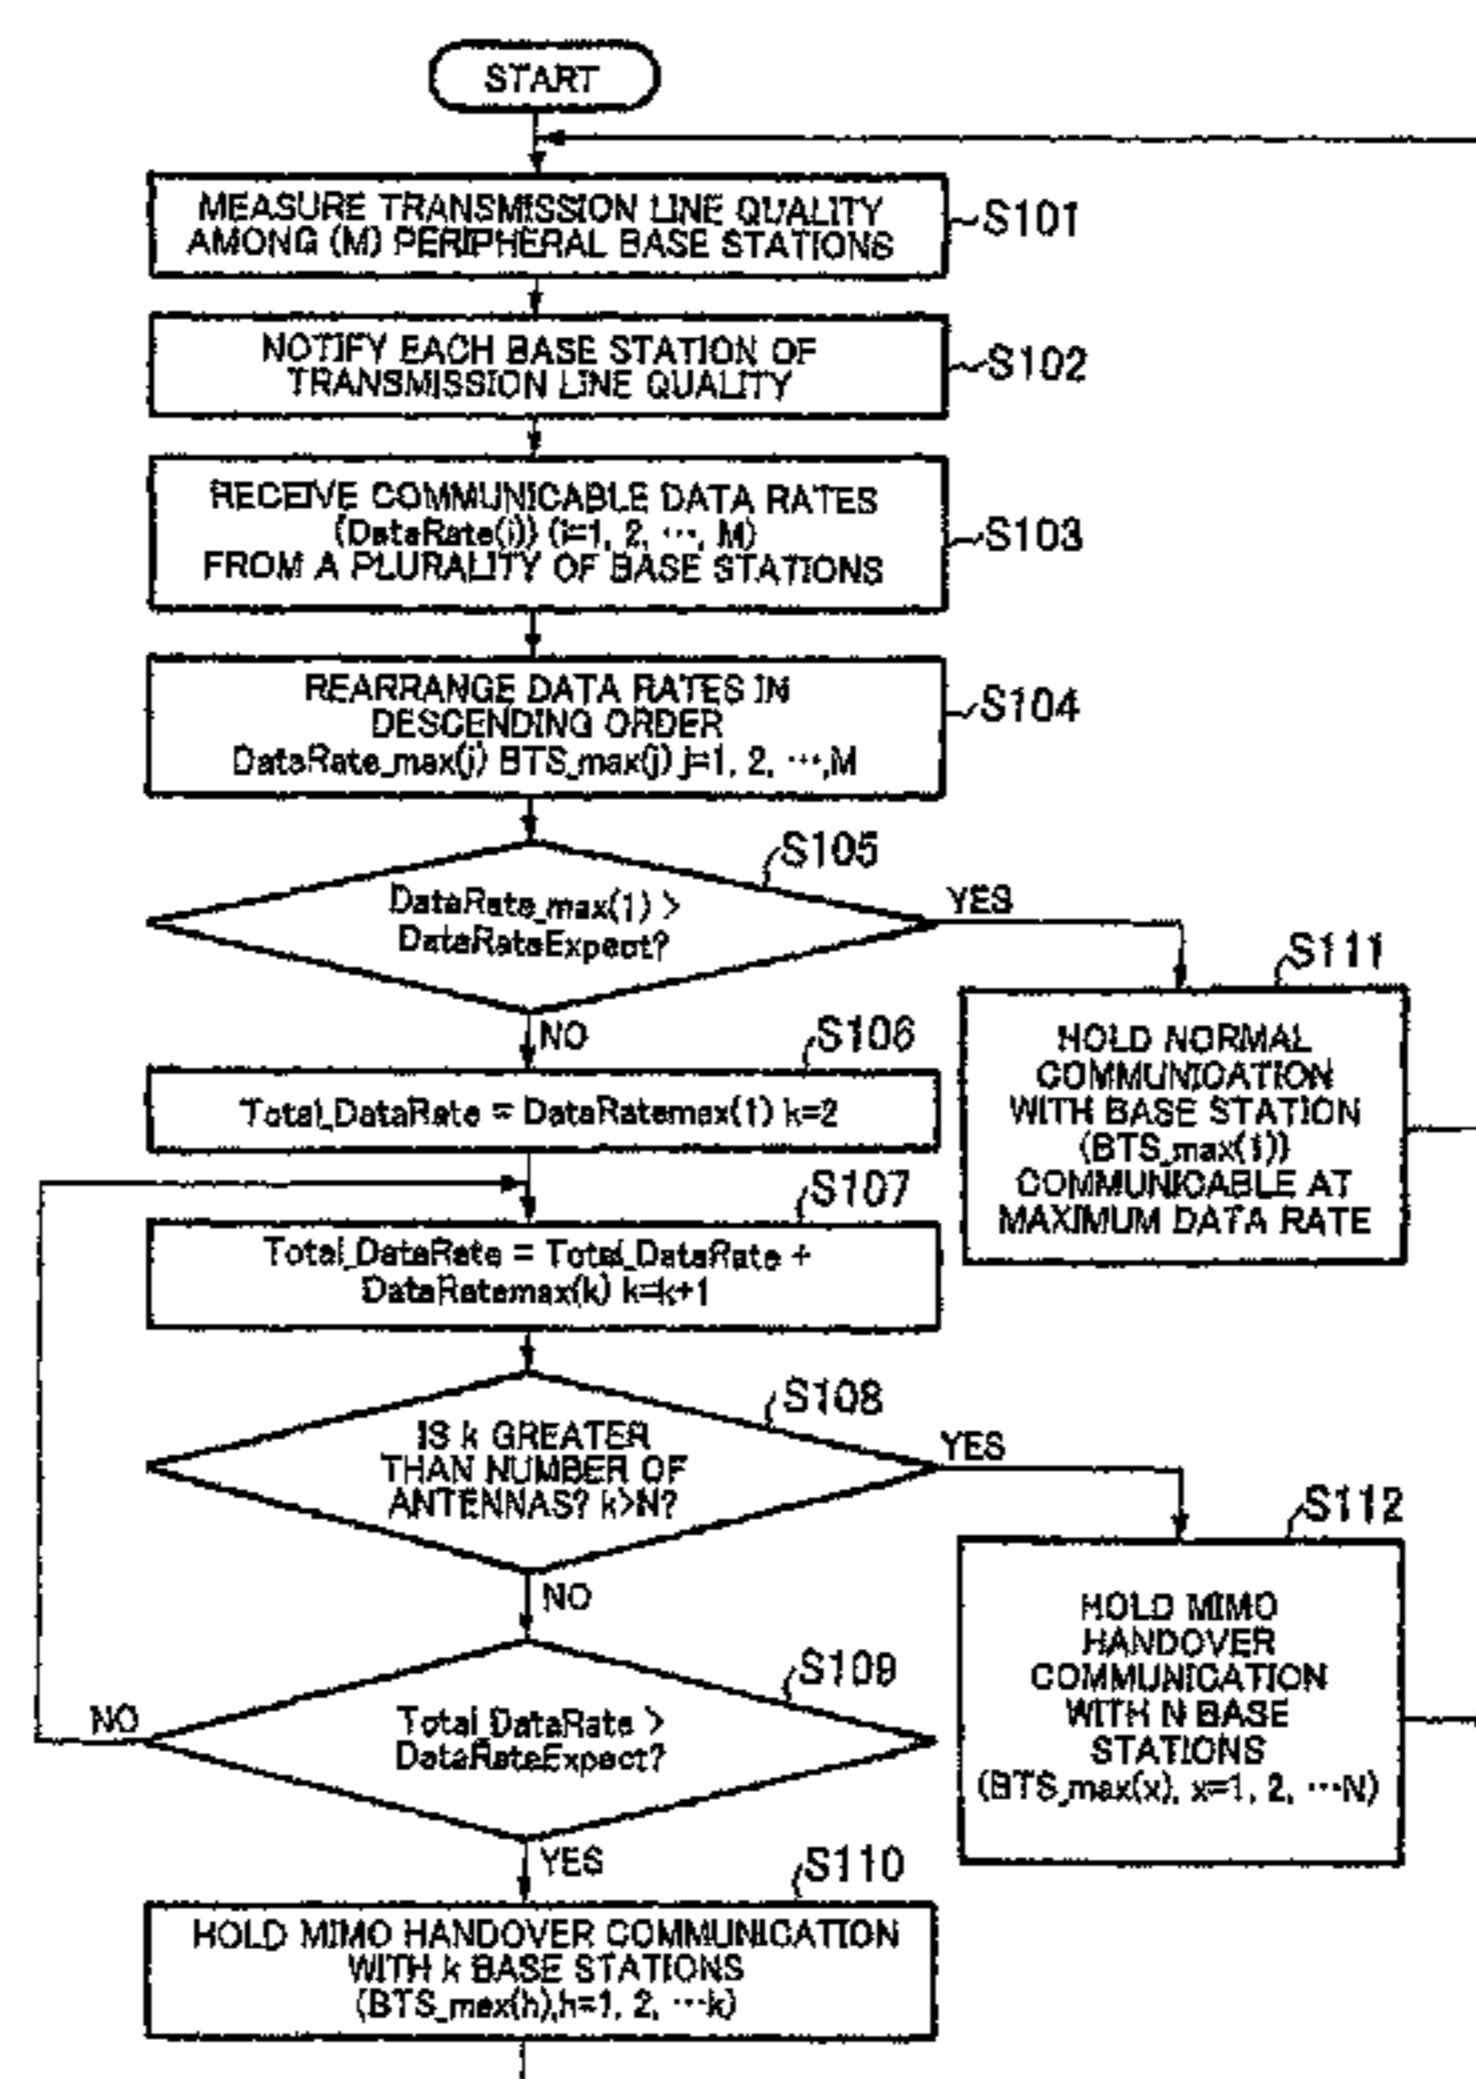 START
MEASURE TRANSMISSION LINE QUALITY
AMONG (M) PERIPHERAL BASE STATIONS
S101
NOTIFY EACH BASE STATION OF
TRANSMISSION LINE QUALITY
S102
RECEIVE COMMUNICABLE DATA RATES
(DataRate(i)) (i=1, 2, ···, M)
FROM A PLURALITY OF BASE STATIONS
S103
REARRANGE DATA RATES IN
DESCENDING ORDER
DataRate_max(j) BTS_max(j) j=1, 2, ···,M
S104
S105
DataRate_max(1) >
DataRateExpect?
YES
NO
S111
HOLD NORMAL
COMMUNICATION
WITH BASE STATION
(BTS_max(1))
COMMUNICABLE AT
MAXIMUM DATA RATE
S106
Total_DataRate = DataRatemax(1) k=2
S107
Total_DataRate = Total_DataRate +
DataRatemax(k) k=k+1
S108
IS k GREATER
THAN NUMBER OF
ANTENNAS? k>N?
YES
NO
S112
HOLD MIMO
HANDOVER
COMMUNICATION
WITH N BASE
STATIONS
(BTS_max(x), x=1, 2, ···N)
S109
Total_DataRate >
DataRateExpect?
NO
YES
S110
HOLD MIMO HANDOVER COMMUNICATION
WITH k BASE STATIONS
(BTS_max(h),h=1, 2, ···k)